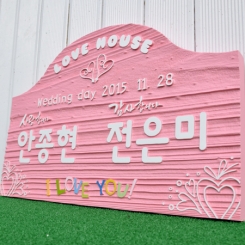 LOVE HOUSE
Wedding day 2015. 11. 28
안종현 전은미
I LOVE YOU!